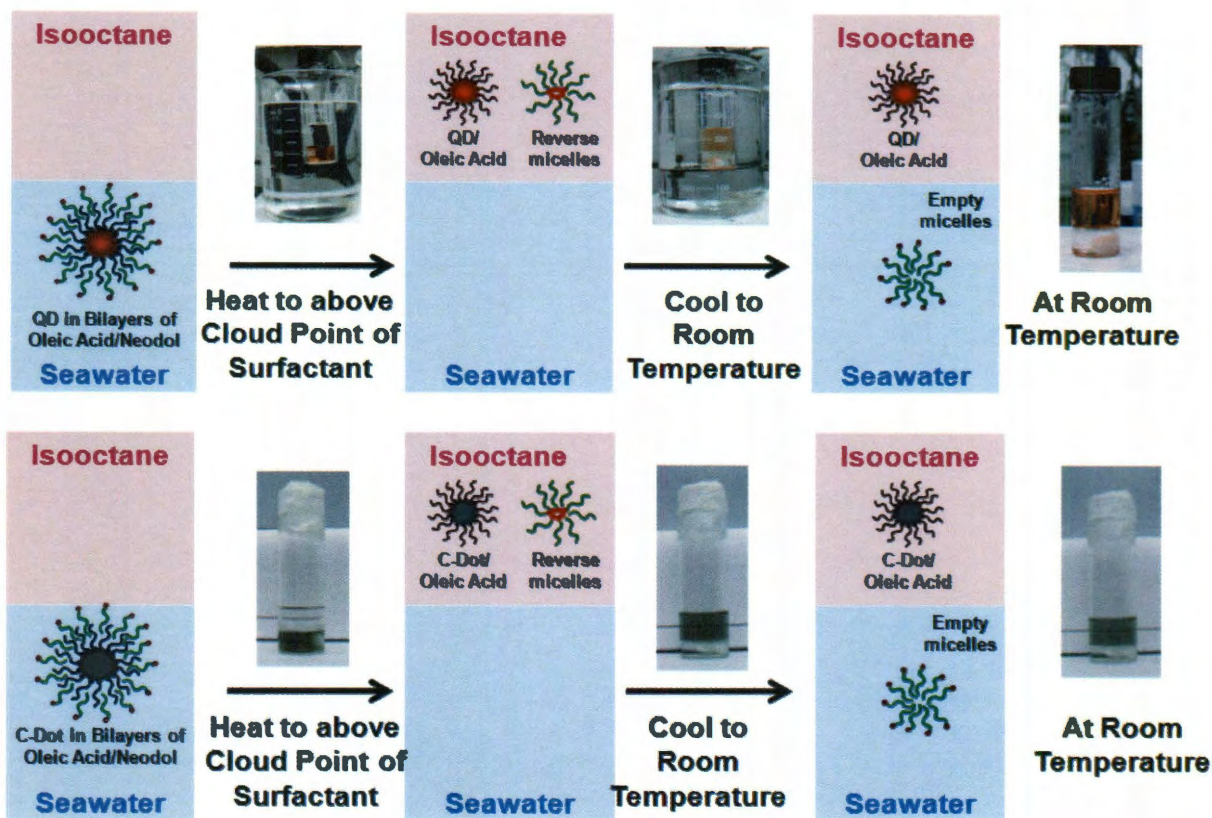 Isooctane
QD in Bilayers of
Oleic Acid/Neodol
Seawater
Heat to above
Cloud Point of
Surfactant
Isooctane
QD/
Oleic Acid
Reverse
micelles
Seawater
Cool to
Room
Temperature
Isooctane
QD/
Oleic Acid
Empty
micelles
Seawater
At Room
Temperature
Isooctane
C-Dot in Bilayers of
Oleic Acid/Neodol
Seawater
Heat to above
Cloud Point of
Surfactant
Isooctane
C-Dot/
Oleic Acid
Reverse
micelles
Seawater
Cool to
Room
Temperature
Isooctane
C-Dot/
Oleic Acid
Empty
micelles
Seawater
At Room
Temperature